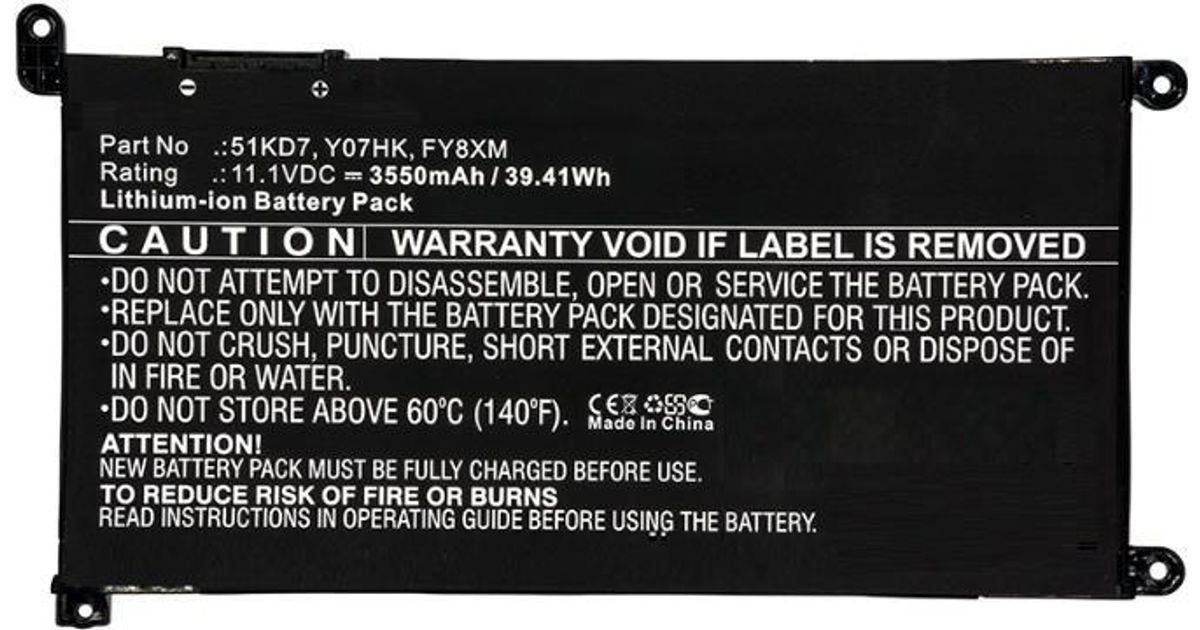 Part No .:51KD7, Y07HK, FY8XM
Rating .:11.1VDC ⎓ 3550mAh / 39.41Wh
Lithium-ion Battery Pack
CAUTION WARRANTY VOID IF LABEL IS REMOVED
•DO NOT ATTEMPT TO DISASSEMBLE, OPEN OR SERVICE THE BATTERY PACK.
•REPLACE ONLY WITH THE BATTERY PACK DESIGNATED FOR THIS PRODUCT.
•DO NOT CRUSH, PUNCTURE, SHORT EXTERNAL CONTACTS OR DISPOSE OF
IN FIRE OR WATER.
•DO NOT STORE ABOVE 60ºC (140ºF). CE
Made In China
ATTENTION!
NEW BATTERY PACK MUST BE FULLY CHARGED BEFORE USE.
TO REDUCE RISK OF FIRE OR BURNS
READ INSTRUCTIONS IN OPERATING GUIDE BEFORE USING THE BATTERY.